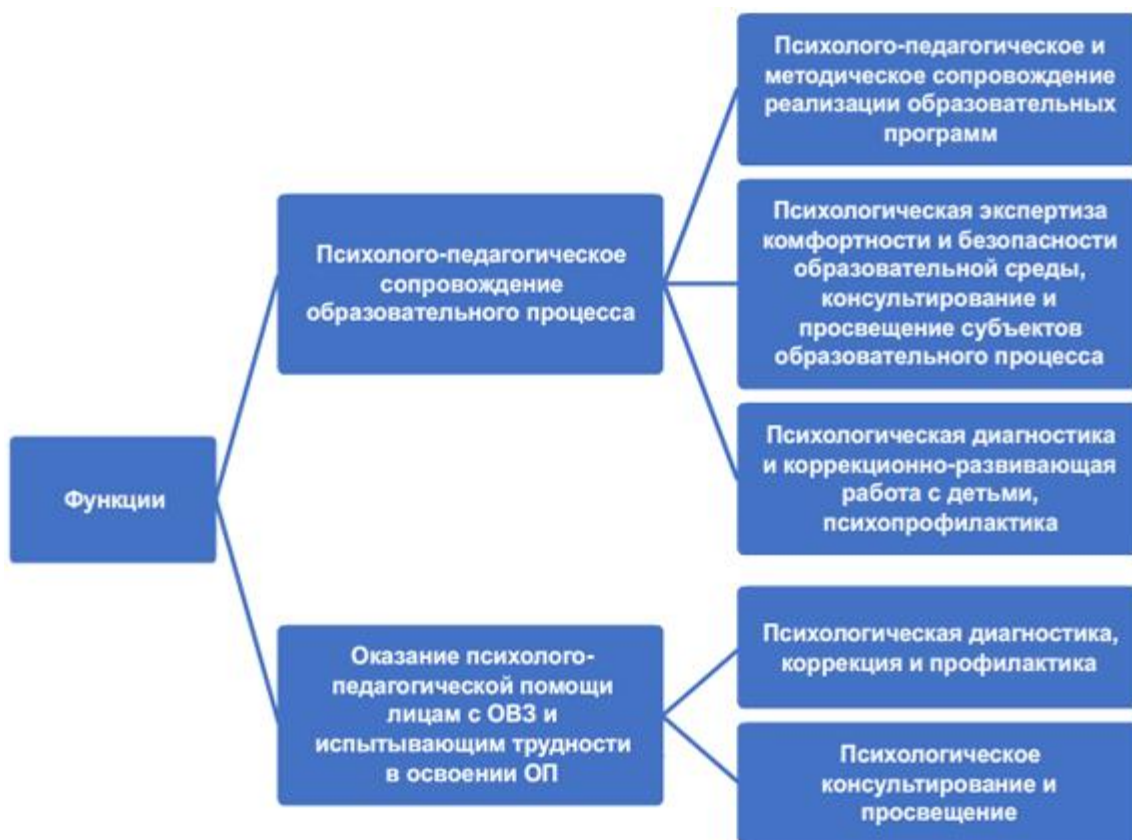 Функции
Психолого-педагогическое
сопровождение
образовательного процесса
Психолого-педагогическое и
методическое сопровождение
реализации образовательных
программ
Психологическая экспертиза
комфортности и безопасности
образовательной среды,
консультирование и
просвещение субъектов
образовательного процесса
Психологическая диагностика
и коррекционно-развивающая
работа с детьми,
психопрофилактика
Оказание психолого-
педагогической помощи
лицам с ОВЗ и
испытывающим трудности
в освоении ОП
Психологическая диагностика,
коррекция и профилактика
Психологическое
консультирование и
просвещение